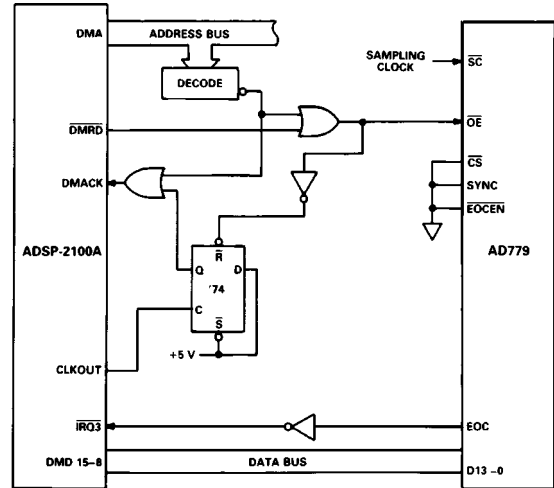 DMA
ADDRESS BUS
DECODE
SAMPLING
CLOCK
SC
DMRD
OE
DMACK
CS
SYNC
EOCEN
ADSP-2100A
AD779
R
Q
D
'74
C
S
+5 V
CLKOUT
IRQ3
EOC
DMD 15–8
DATA BUS
D13 -0